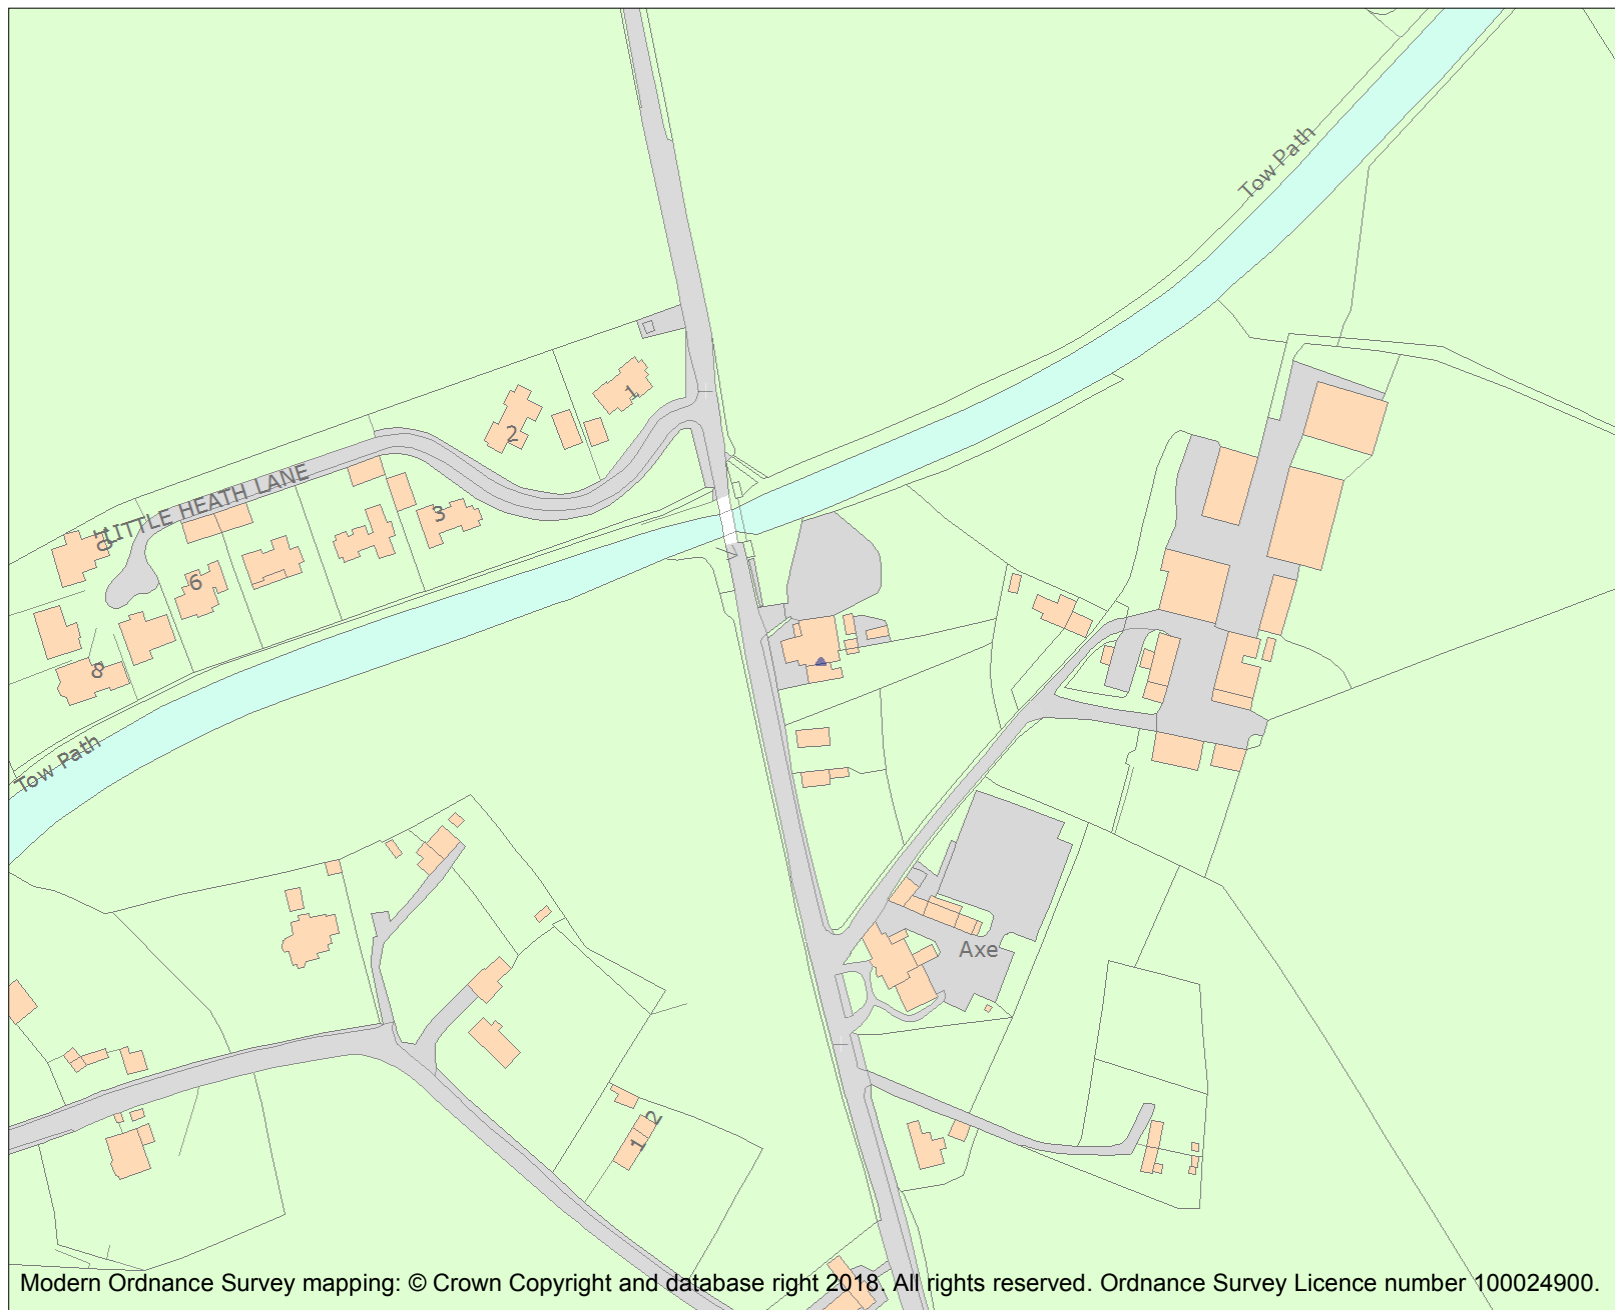 Tow Path
1
2
LITTLE HEATH LANE
3
6
8
Tow Path
Axe
2
1
Modern Ordnance Survey mapping: © Crown Copyright and database right 2018. All rights reserved. Ordnance Survey Licence number 100024900.